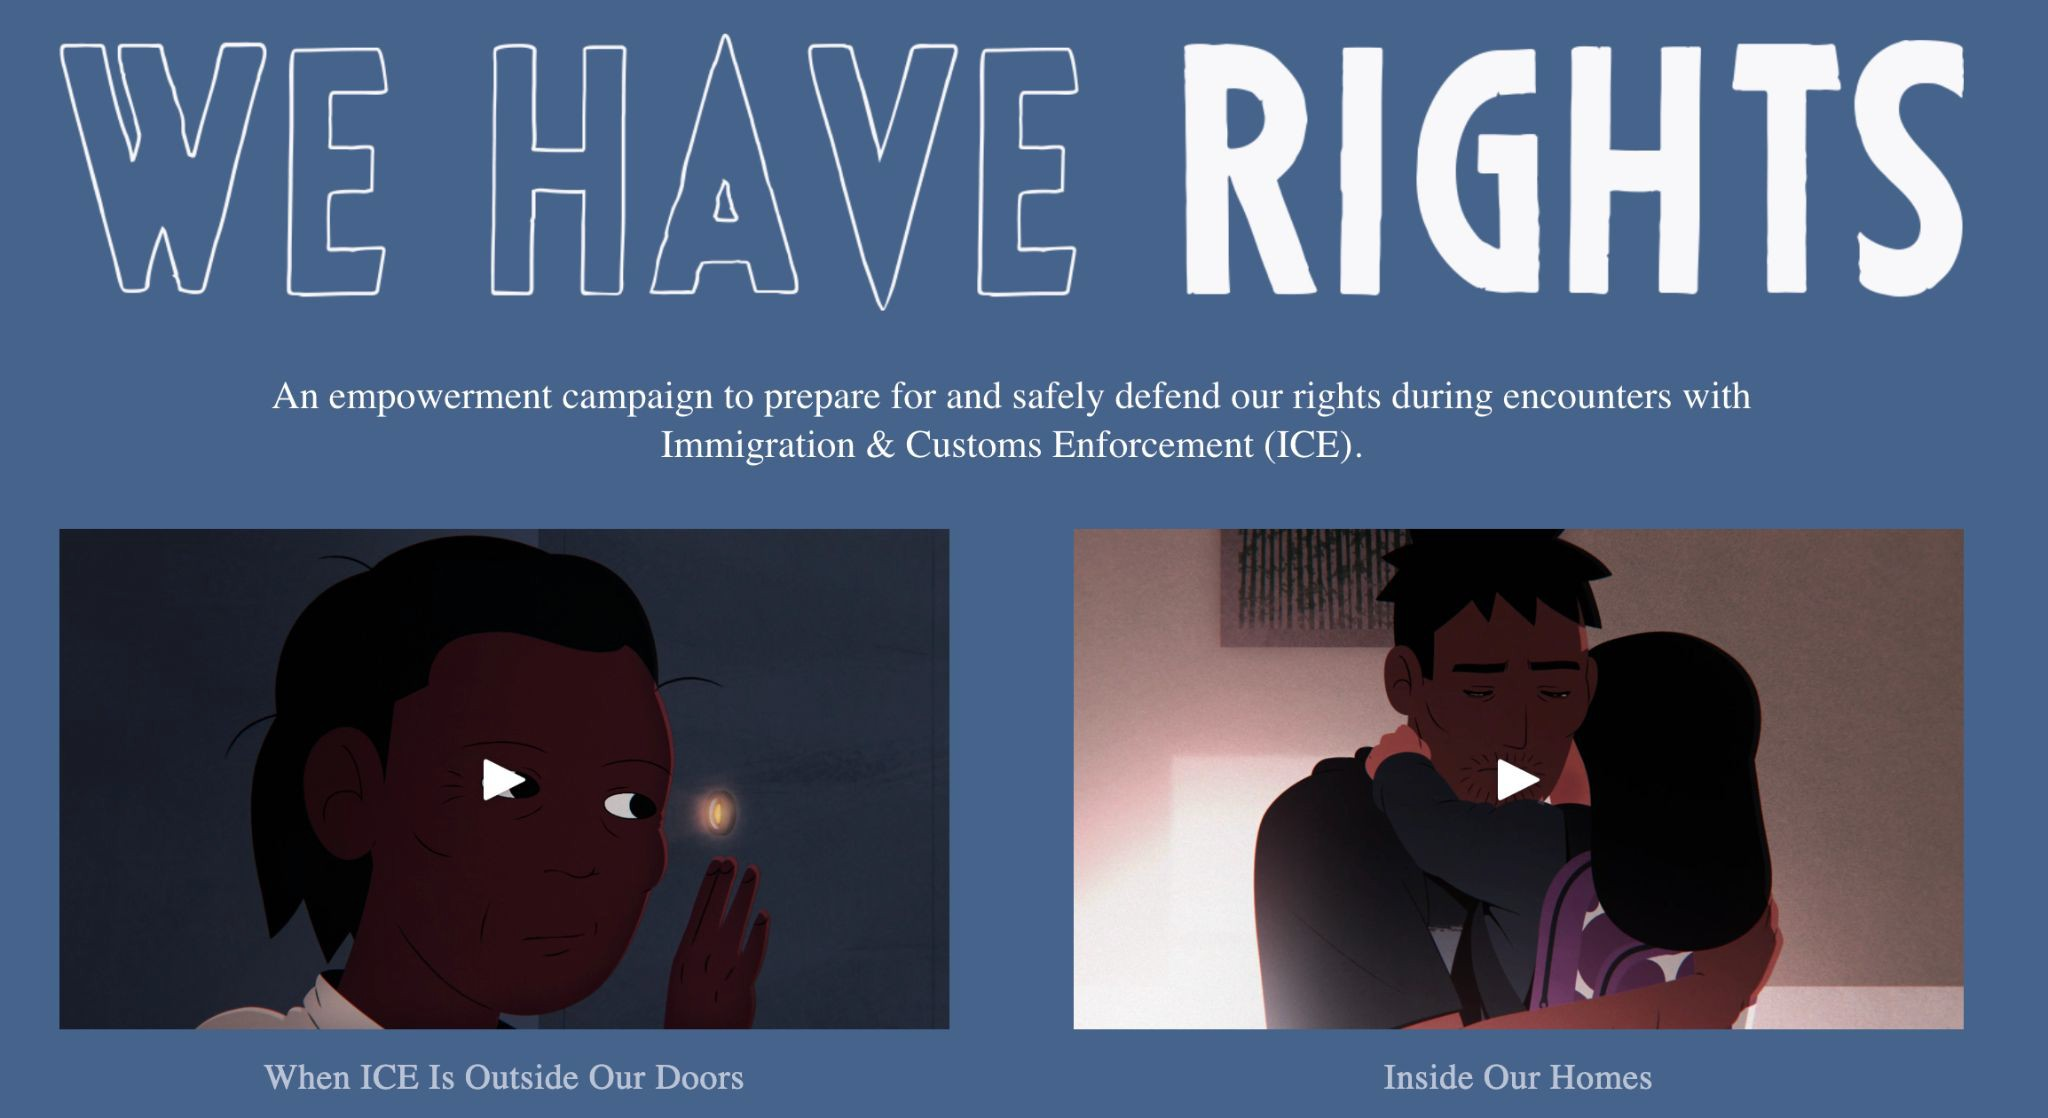 WE HAVE RIGHTS
An empowerment campaign to prepare for and safely defend our rights during encounters with
Immigration & Customs Enforcement (ICE).
When ICE Is Outside Our Doors
Inside Our Homes